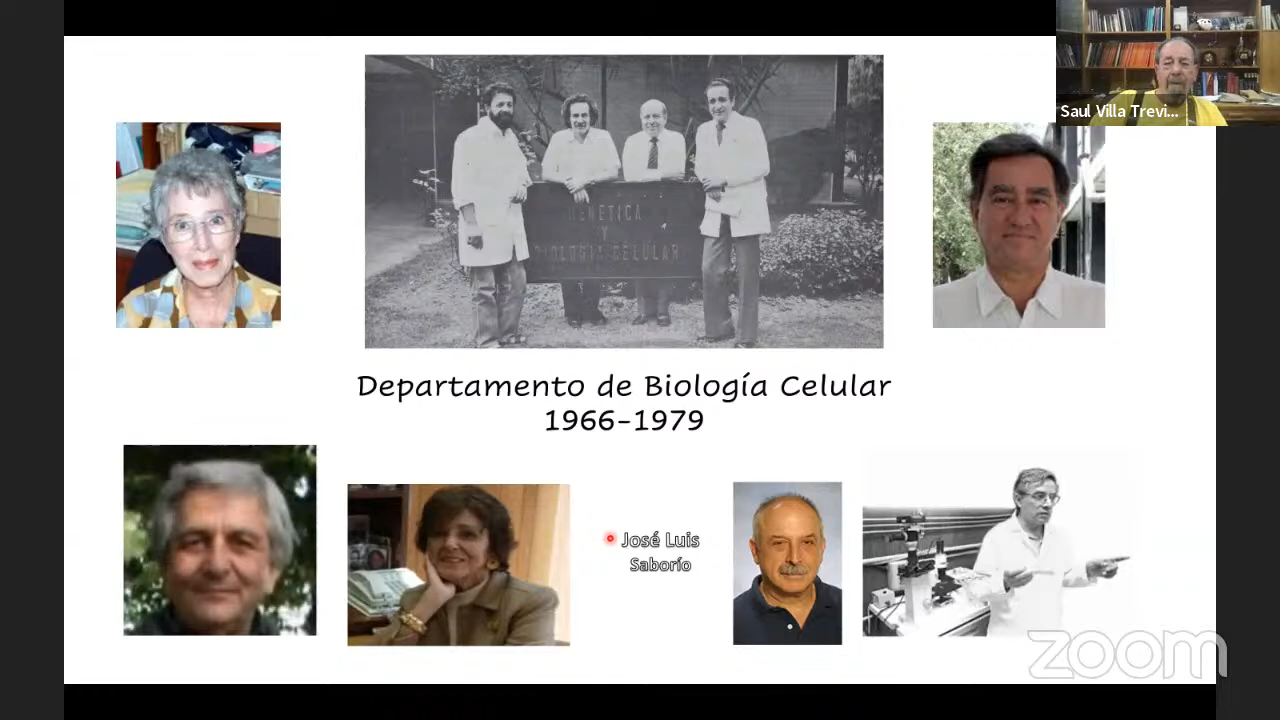 Saul Villa Trevi...
GENETICA
Y
BIOLOGIA CELULAR
Departamento de Biología Celular
1966-1979
José Luis
Saborío
zoom